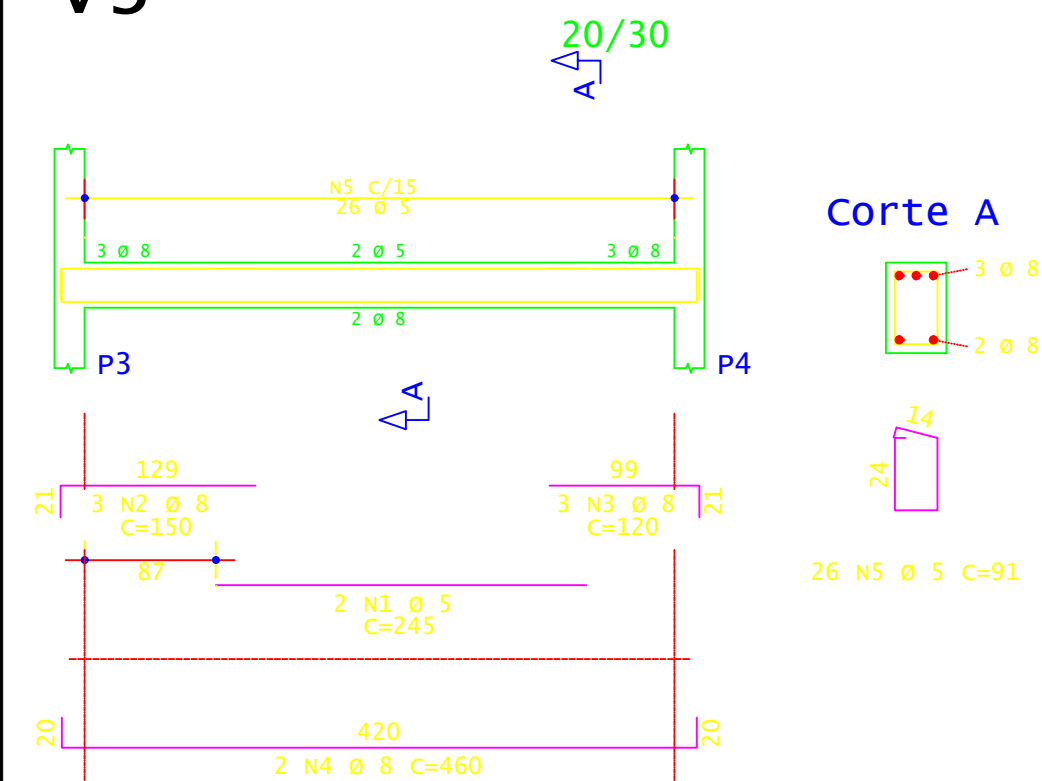 20/30
A
N5 C/15
26 Ø 5
Corte A
3 Ø 8
2 Ø 5
3 Ø 8
3 Ø 8
2 Ø 8
2 Ø 8
P3
P4
A
14
129
99
24
21
3 N2 Ø 8
3 N3 Ø 8
21
C=150
C=120
87
26 N5 Ø 5 C=91
2 N1 Ø 5
C=245
20
420
20
2 N4 Ø 8 C=460